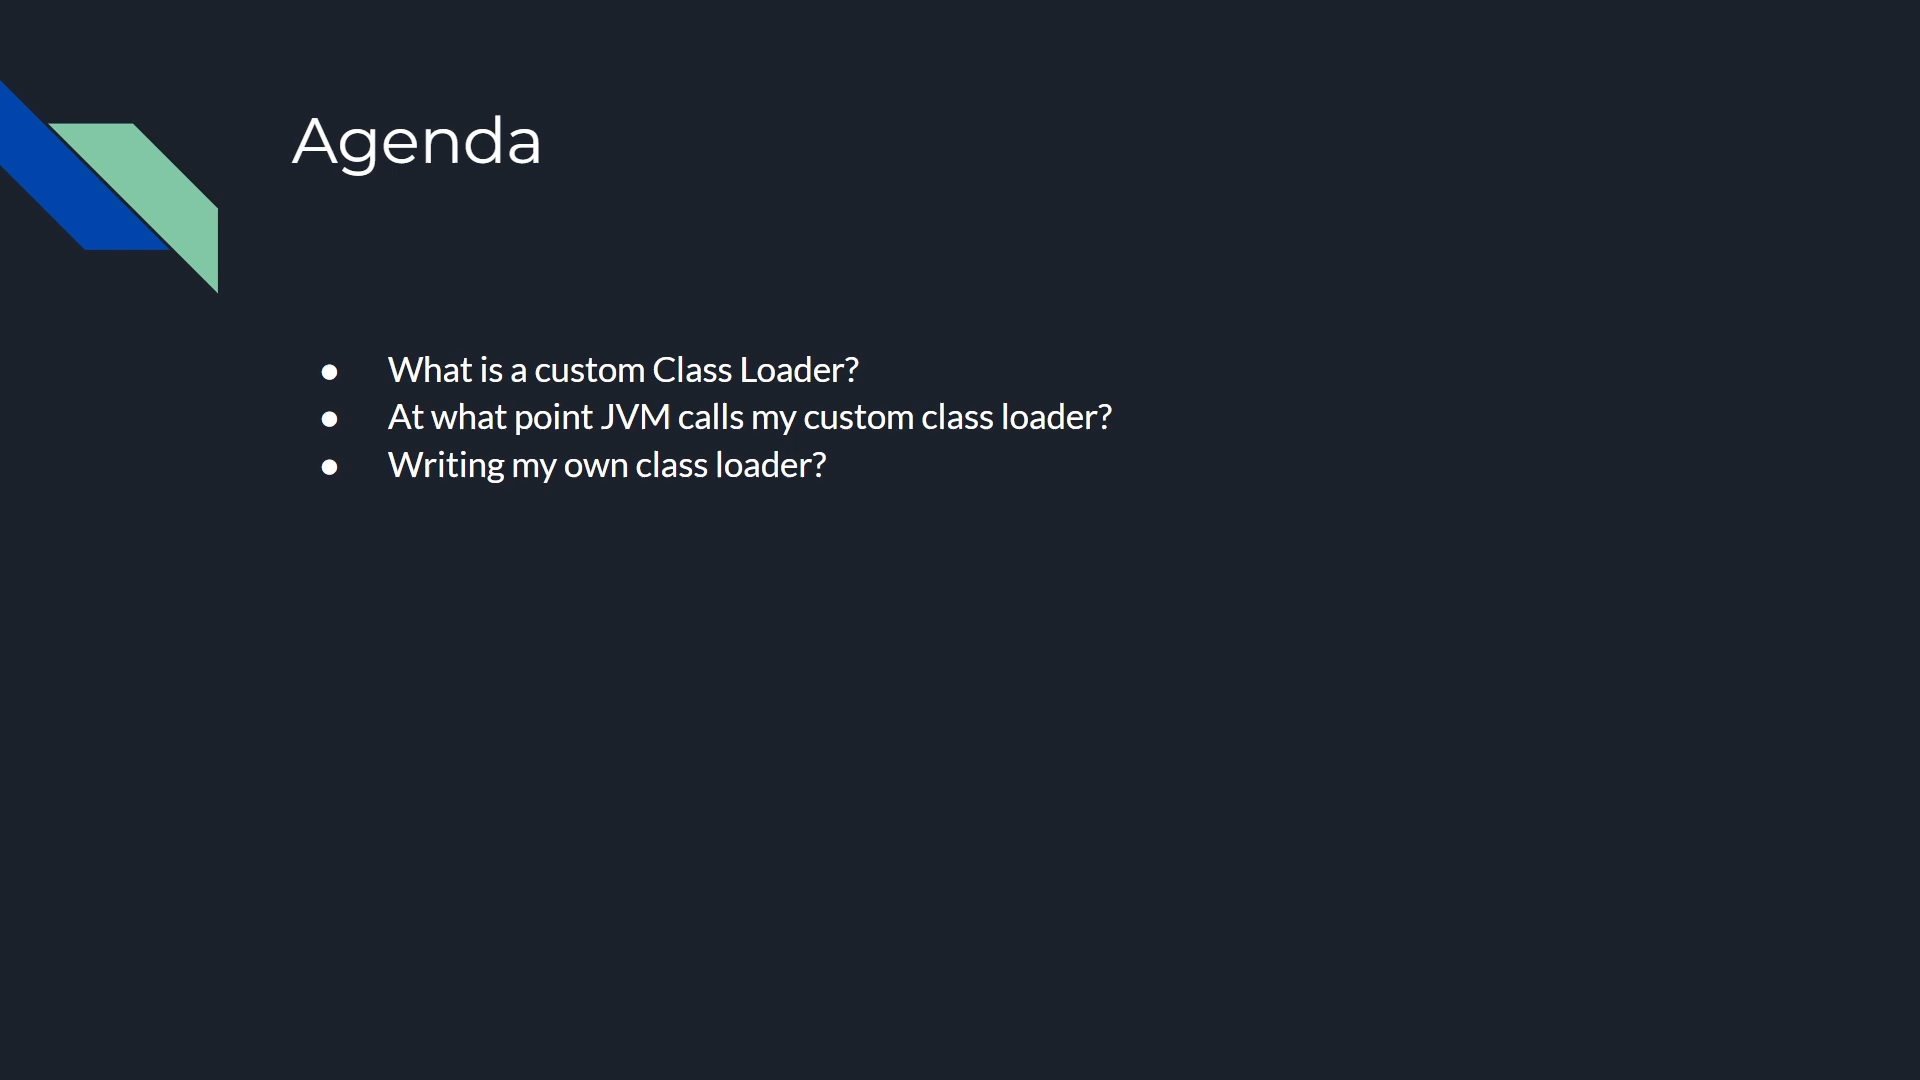 Agenda
● What is a custom Class Loader?
● At what point JVM calls my custom class loader?
● Writing my own class loader?